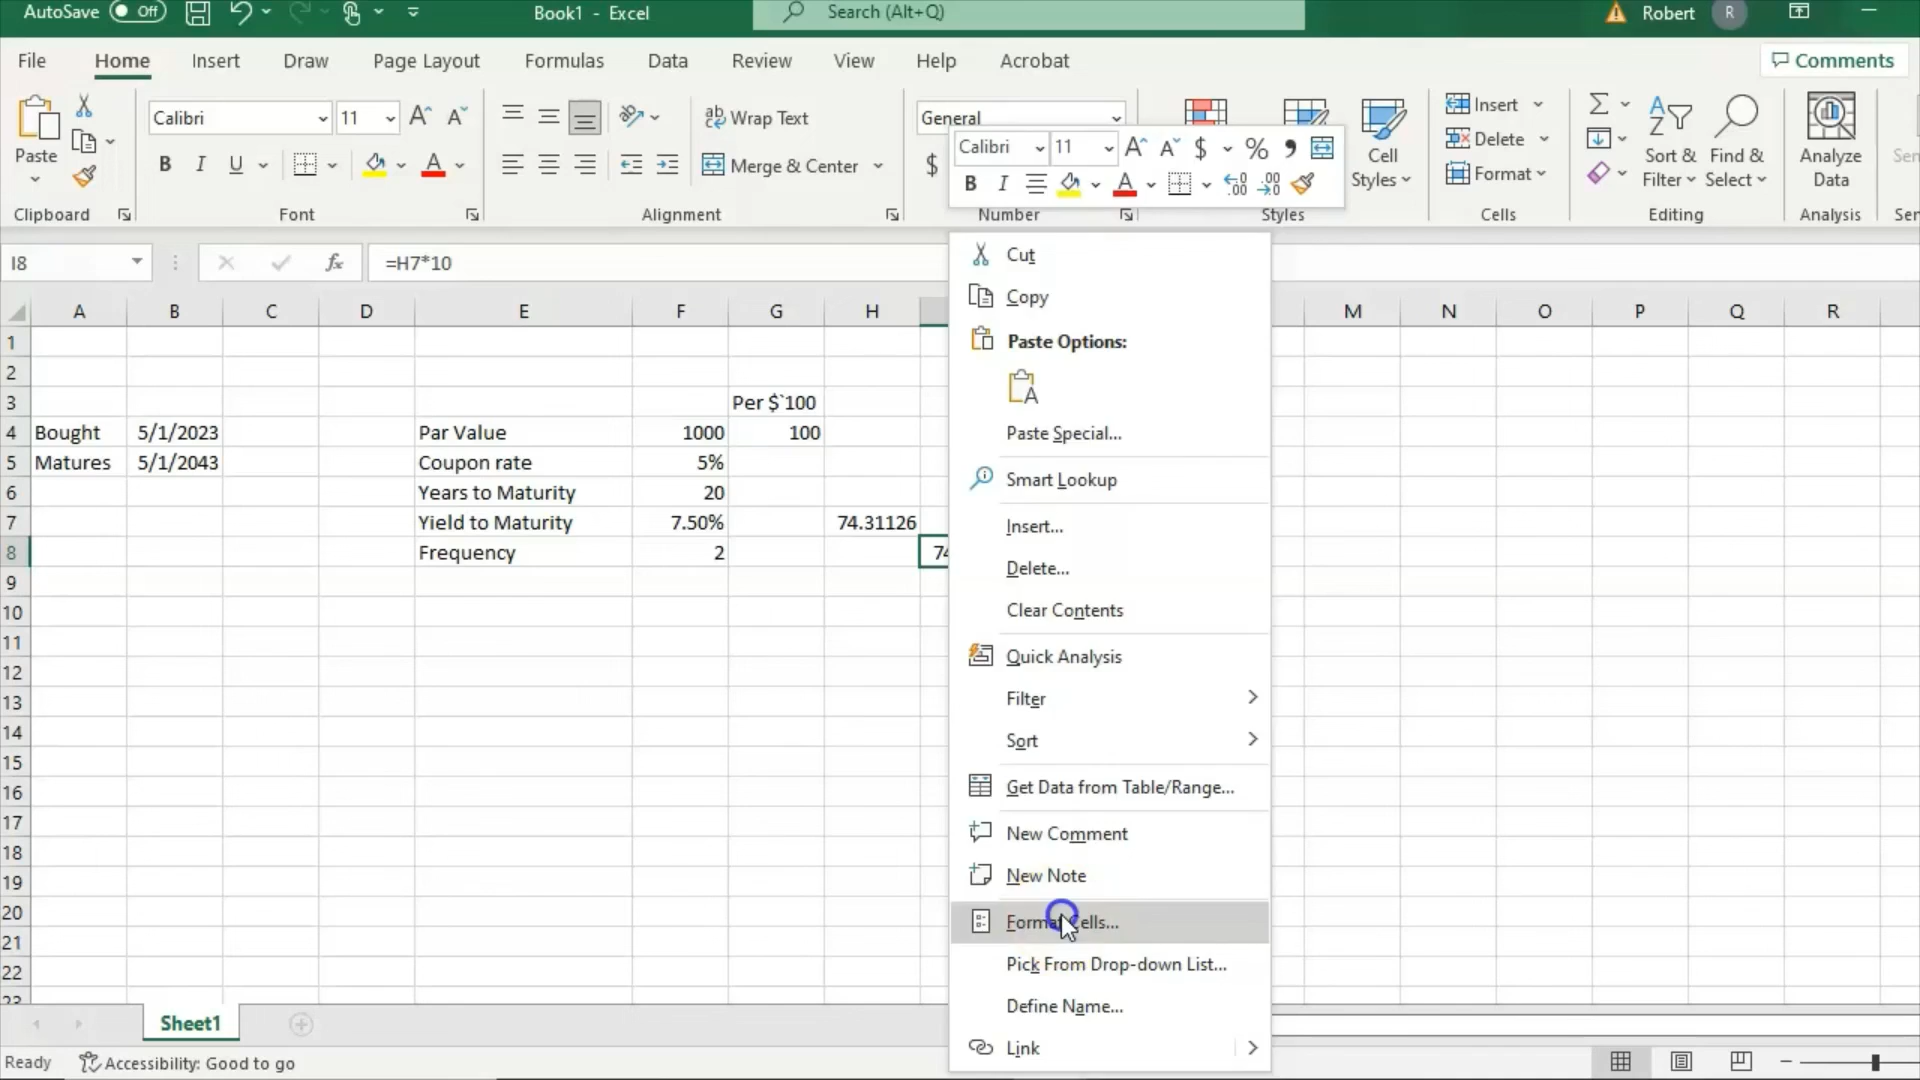 AutoSave Off Book1 - Excel Search (Alt+Q) Robert R
File Home Insert Draw Page Layout Formulas Data Review View Help Acrobat Comments
Paste
Calibri 11
B I U
Wrap Text
Merge & Center
General
$
Cell
Styles
Insert
Delete
Format
Sort &
Filter
Find &
Select
Analyze
Data
Clipboard Font Alignment Number Styles Cells Editing Analysis
Calibri 11 $ % ,
B I A .00 .00
I8 fx =H7*10
A B C D E F G H M N O P Q R
1
2
3 Per $`100
4 Bought 5/1/2023 Par Value 1000 100
5 Matures 5/1/2043 Coupon rate 5%
6 Years to Maturity 20
7 Yield to Maturity 7.50% 74.31126
8 Frequency 2
9
10
11
12
13
14
15
16
17
18
19
20
21
22
23
Cut
Copy
Paste Options:
Paste Special...
Smart Lookup
Insert...
Delete...
Clear Contents
Quick Analysis
Filter
Sort
Get Data from Table/Range...
New Comment
New Note
Format Cells...
Pick From Drop-down List...
Define Name...
Link
Sheet1
Ready Accessibility: Good to go